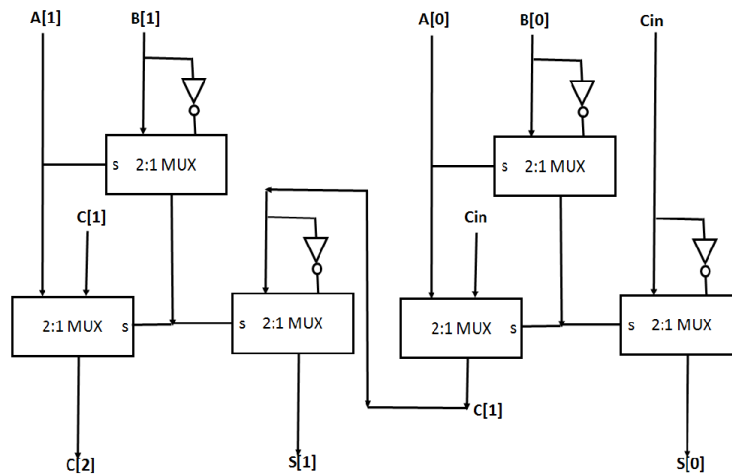 A[1] B[1] A[0] B[0] Cin
s 2:1 MUX s 2:1 MUX
C[1] Cin
2:1 MUX s s 2:1 MUX 2:1 MUX s s 2:1 MUX
C[1]
C[2] S[1] S[0]